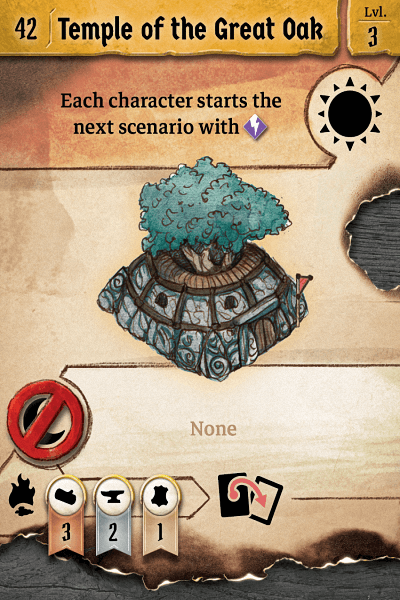 42 Temple of the Great Oak
Lvl.
3
Each character starts the
next scenario with
None
3 2 1